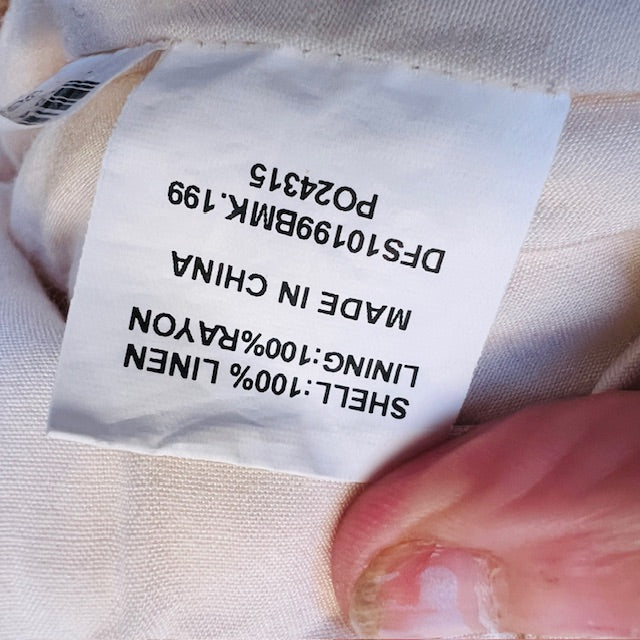 SHELL:100% LINEN
LINING:100%RAYON
MADE IN CHINA
DFS10199BMK.199
PO24315